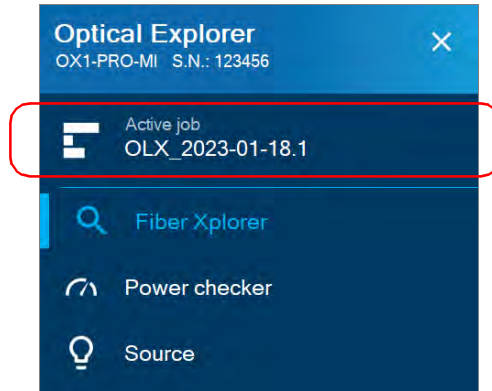 Optical Explorer
OX1-PRO-MI S.N.: 123456
Active job
OLX_2023-01-18.1
Fiber Xplorer
Power checker
Source